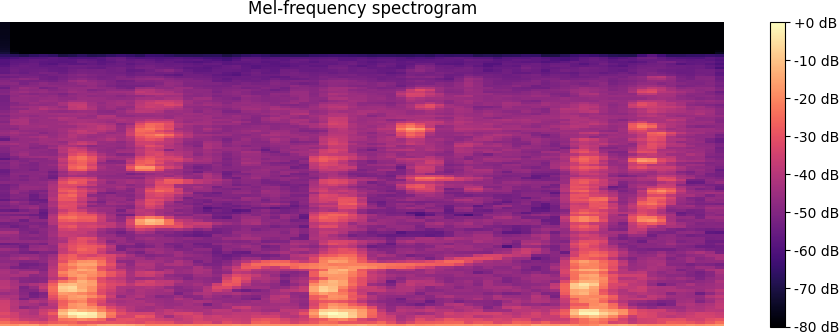 Mel-frequency spectrogram
+0 dB
-10 dB
-20 dB
-30 dB
-40 dB
-50 dB
-60 dB
-70 dB
-80 dB